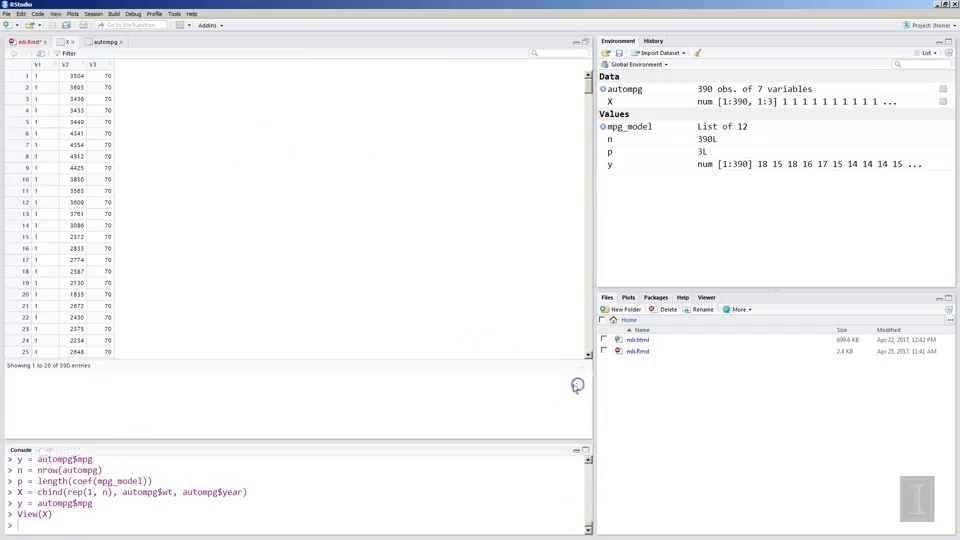 RStudio
File Edit Code View Plots Session Build Debug Profile Tools Help
Go to file/function
Addins
Project: (None)
mlr.Rmd* X autompg
Filter
V1 V2 V3
1 1 3504 70
2 1 3693 70
3 1 3436 70
4 1 3433 70
5 1 3449 70
6 1 4341 70
7 1 4354 70
8 1 4312 70
9 1 4425 70
10 1 3850 70
11 1 3563 70
12 1 3609 70
13 1 3761 70
14 1 3086 70
15 1 2372 70
16 1 2833 70
17 1 2774 70
18 1 2587 70
19 1 2130 70
20 1 1835 70
21 1 2672 70
22 1 2430 70
23 1 2375 70
24 1 2234 70
25 1 2648 70
Showing 1 to 26 of 390 entries
Console
> y = autompg$mpg
> n = nrow(autompg)
> p = length(coef(mpg_model))
> X = cbind(rep(1, n), autompg$wt, autompg$year)
> y = autompg$mpg
> View(X)
>
Environment History
Import Dataset
List
Global Environment
Data
autompg 390 obs. of 7 variables
X num [1:390, 1:3] 1 1 1 1 1 1 1 1 1 1 ...
Values
mpg_model List of 12
n 390L
p 3L
y num [1:390] 18 15 18 16 17 15 14 14 14 15 ...
Files Plots Packages Help Viewer
New Folder Delete Rename More
Home
Name Size Modified
mlr.html 699.6 KB Apr 22, 2017, 12:42 PM
mlr.Rmd 2.4 KB Apr 25, 2017, 11:41 AM
I